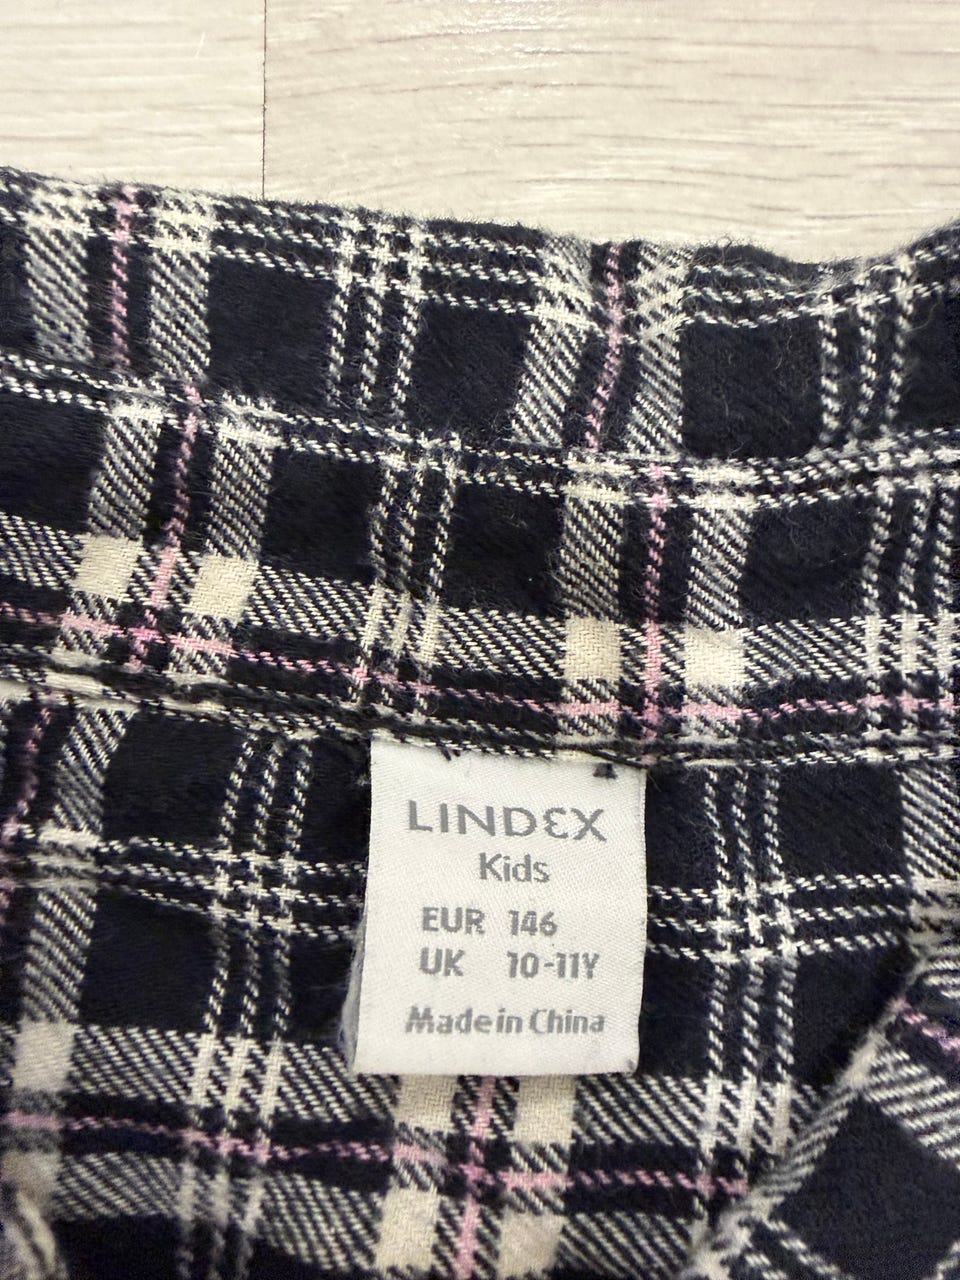 LINDEX
Kids
EUR 146
UK 10-11Y
Made in China